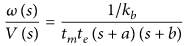 ω(s)/V(s) = (1/k_b)/(t_m t_e (s + a)(s + b))